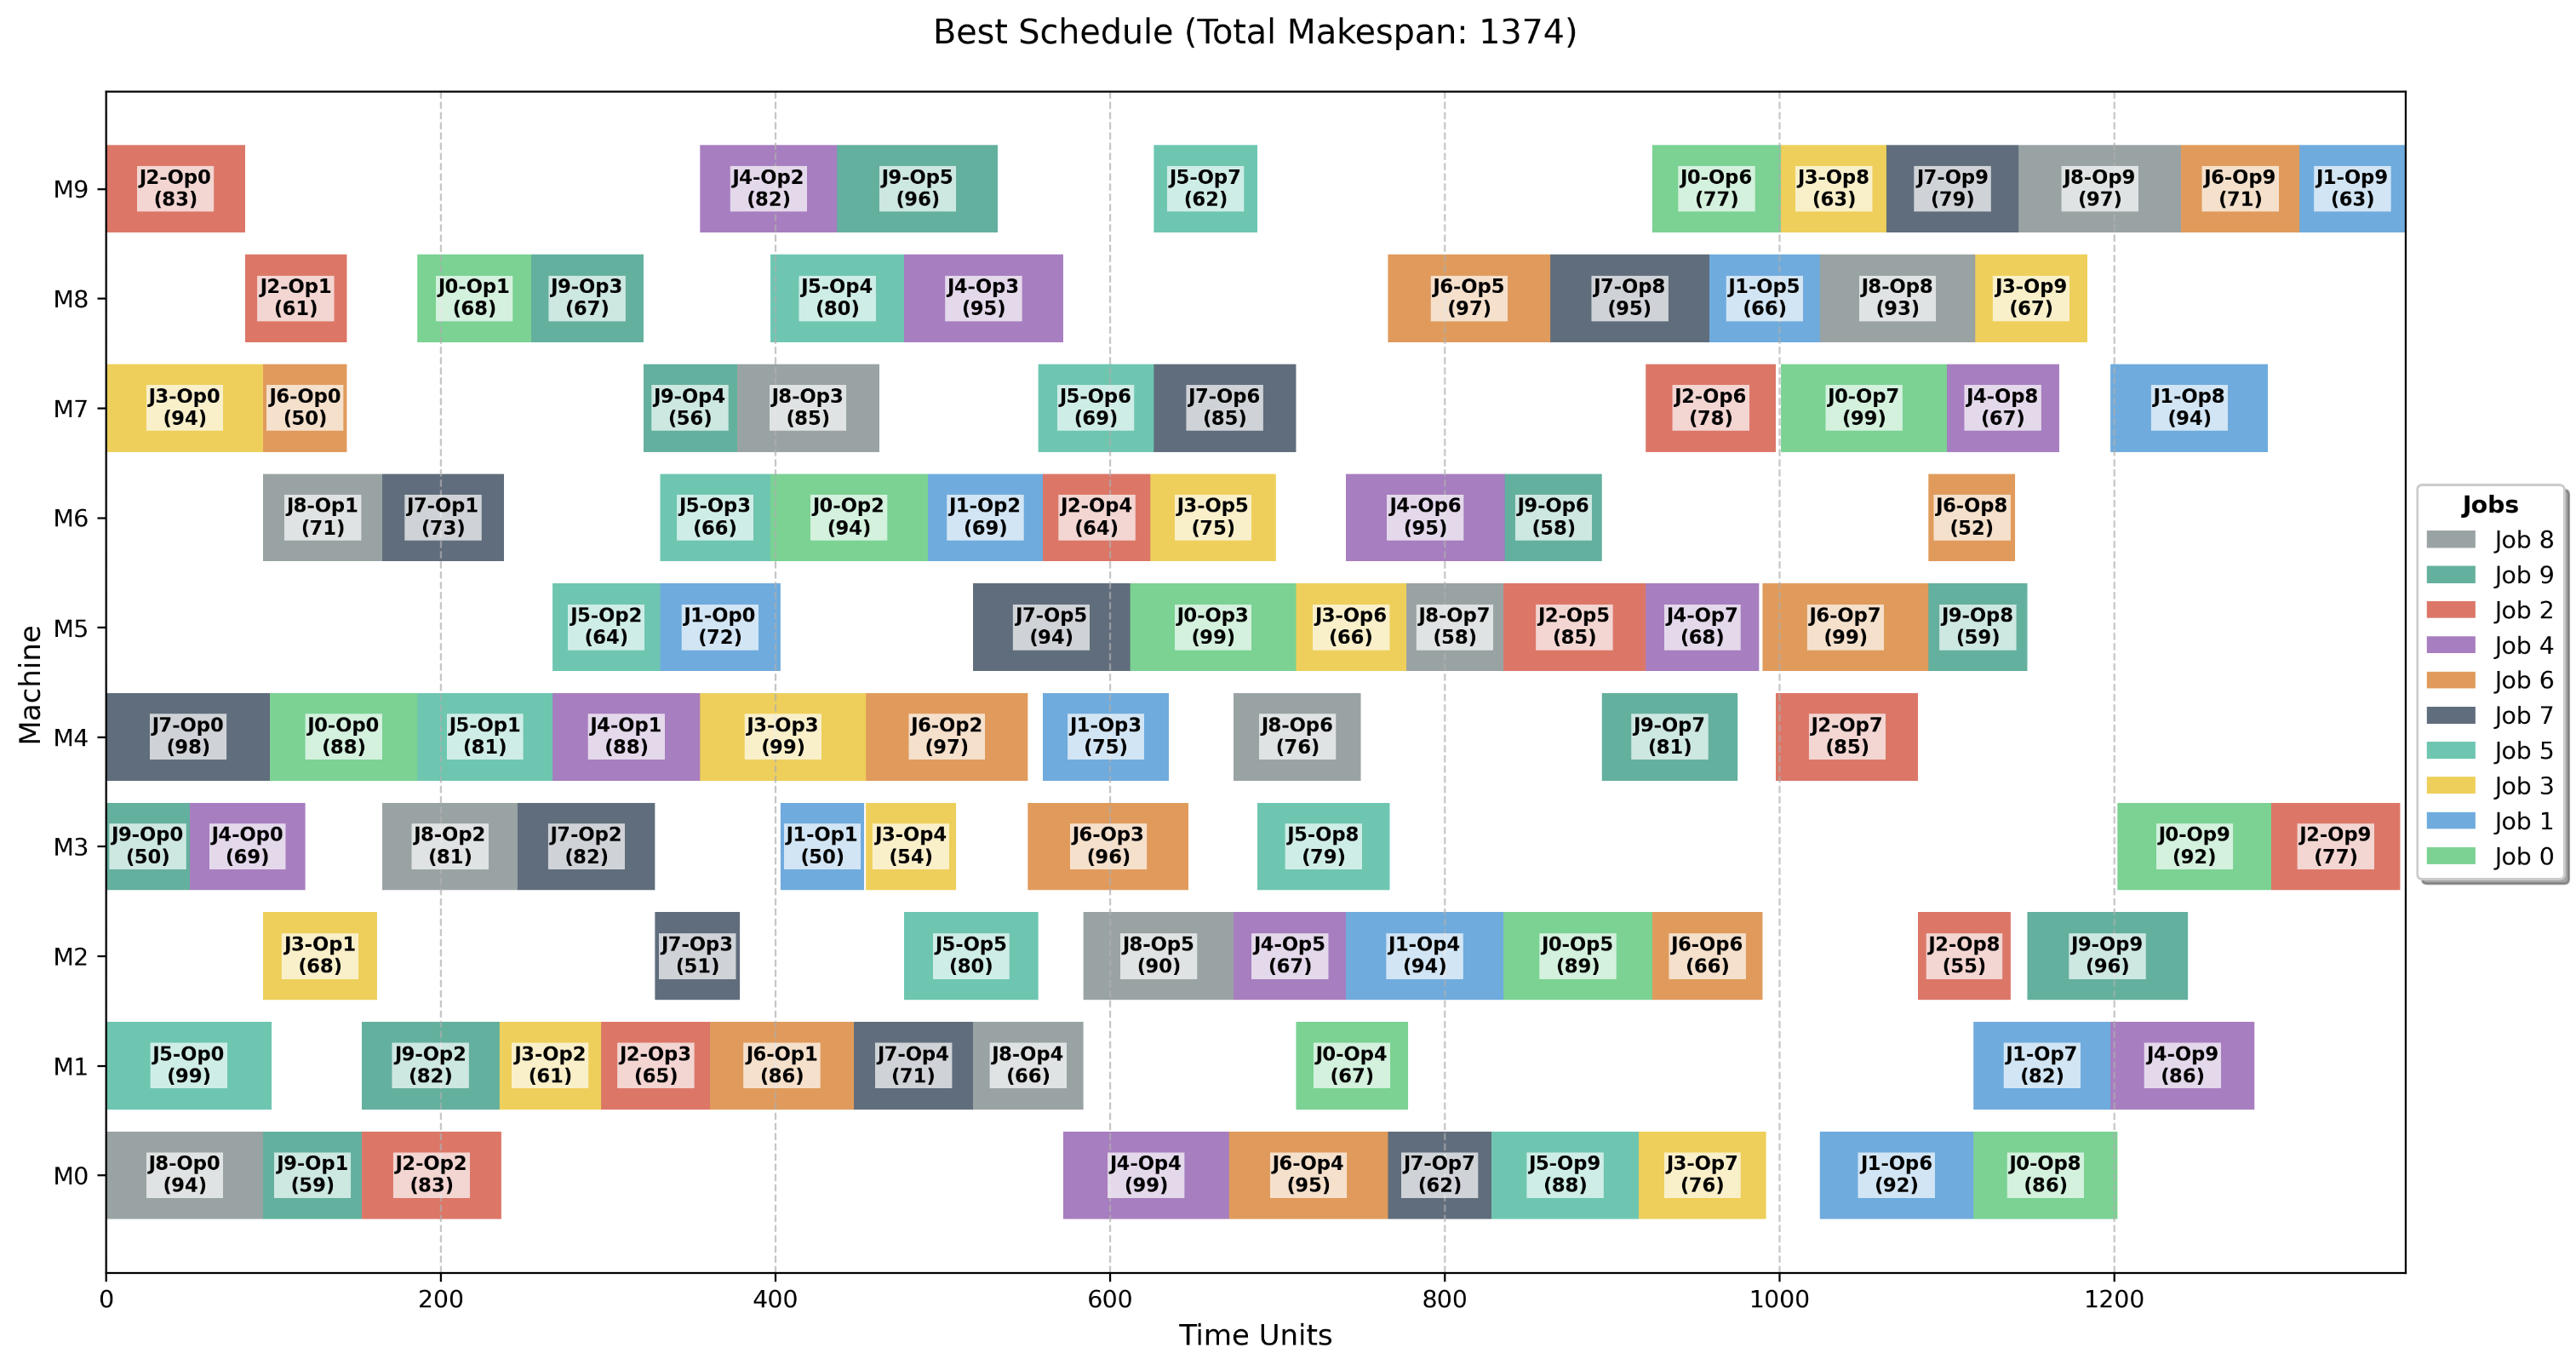 Best Schedule (Total Makespan: 1374)
M9
J2-Op0
(83)
J4-Op2
(82)
J9-Op5
(96)
J5-Op7
(62)
J0-Op6
(77)
J3-Op8
(63)
J7-Op9
(79)
J8-Op9
(97)
J6-Op9
(71)
J1-Op9
(63)
M8
J2-Op1
(61)
J0-Op1
(68)
J9-Op3
(67)
J5-Op4
(80)
J4-Op3
(95)
J6-Op5
(97)
J7-Op8
(95)
J1-Op5
(66)
J8-Op8
(93)
J3-Op9
(67)
M7
J3-Op0
(94)
J6-Op0
(50)
J9-Op4
(56)
J8-Op3
(85)
J5-Op6
(69)
J7-Op6
(85)
J2-Op6
(78)
J0-Op7
(99)
J4-Op8
(67)
J1-Op8
(94)
M6
J8-Op1
(71)
J7-Op1
(73)
J5-Op3
(66)
J0-Op2
(94)
J1-Op2
(69)
J2-Op4
(64)
J3-Op5
(75)
J4-Op6
(95)
J9-Op6
(58)
J6-Op8
(52)
M5
J5-Op2
(64)
J1-Op0
(72)
J7-Op5
(94)
J0-Op3
(99)
J3-Op6
(66)
J8-Op7
(58)
J2-Op5
(85)
J4-Op7
(68)
J6-Op7
(99)
J9-Op8
(59)
M4
J7-Op0
(98)
J0-Op0
(88)
J5-Op1
(81)
J4-Op1
(88)
J3-Op3
(99)
J6-Op2
(97)
J1-Op3
(75)
J8-Op6
(76)
J9-Op7
(81)
J2-Op7
(85)
M3
J9-Op0
(50)
J4-Op0
(69)
J8-Op2
(81)
J7-Op2
(82)
J1-Op1
(50)
J3-Op4
(54)
J6-Op3
(96)
J5-Op8
(79)
J0-Op9
(92)
J2-Op9
(77)
M2
J3-Op1
(68)
J7-Op3
(51)
J5-Op5
(80)
J8-Op5
(90)
J4-Op5
(67)
J1-Op4
(94)
J0-Op5
(89)
J6-Op6
(66)
J2-Op8
(55)
J9-Op9
(96)
M1
J5-Op0
(99)
J9-Op2
(82)
J3-Op2
(61)
J2-Op3
(65)
J6-Op1
(86)
J7-Op4
(71)
J8-Op4
(66)
J0-Op4
(67)
J1-Op7
(82)
J4-Op9
(86)
M0
J8-Op0
(94)
J9-Op1
(59)
J2-Op2
(83)
J4-Op4
(99)
J6-Op4
(95)
J7-Op7
(62)
J5-Op9
(88)
J3-Op7
(76)
J1-Op6
(92)
J0-Op8
(86)
Machine
0 200 400 600 800 1000 1200
Time Units
Jobs
Job 8
Job 9
Job 2
Job 4
Job 6
Job 7
Job 5
Job 3
Job 1
Job 0